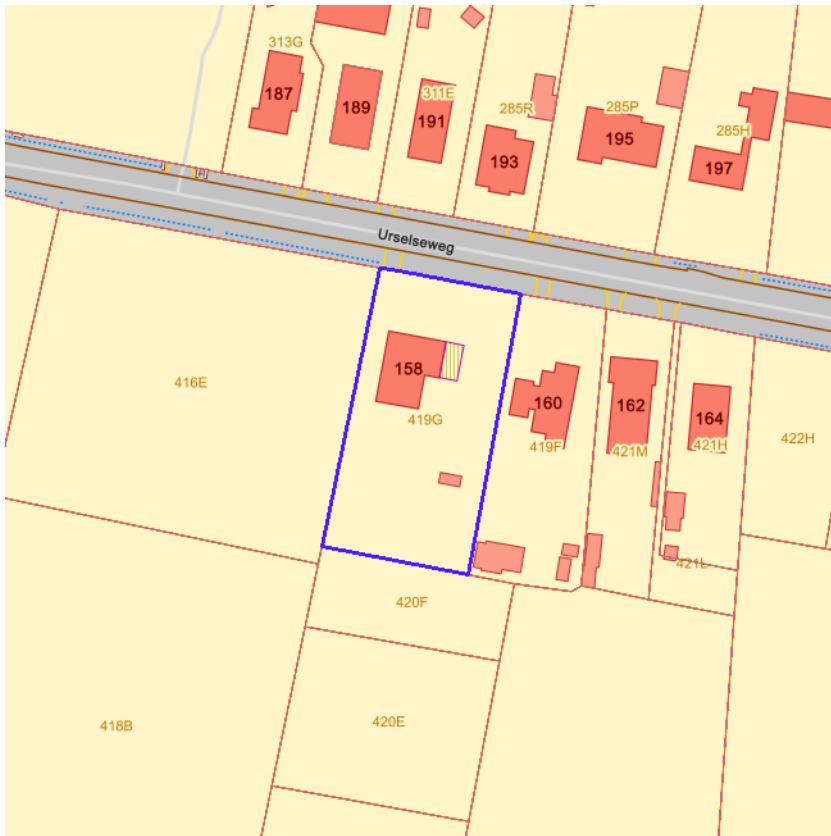 313G
187
189
311E
191
285R
193
285P
195
285H
197
Urselseweg
416E
158
419G
160
419F
162
421M
164
421H
422H
421L
420F
420E
418B